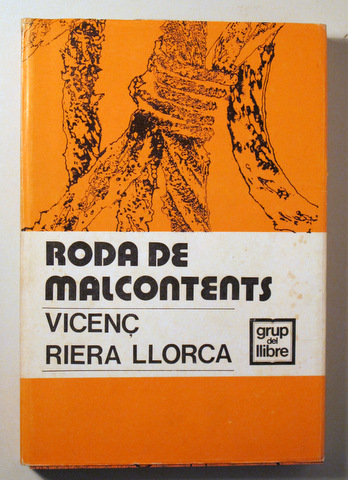 RODA DE
MALCONTENTS
VICENÇ
RIERA LLORCA
grup
del
llibre